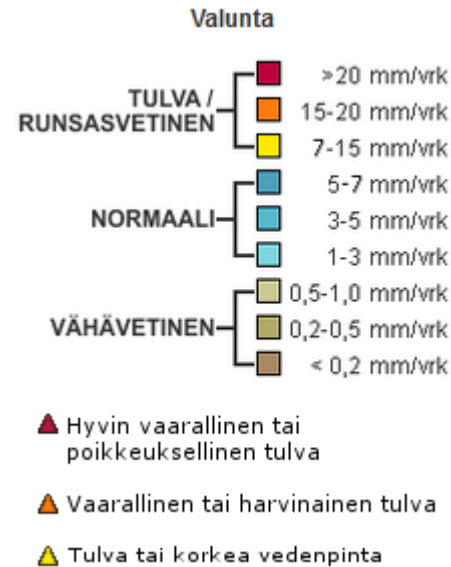 Valunta
TULVA /
RUNSASVETINEN
>20 mm/vrk
15-20 mm/vrk
7-15 mm/vrk
NORMAALI
5-7 mm/vrk
3-5 mm/vrk
1-3 mm/vrk
VÄHÄVETINEN
0,5-1,0 mm/vrk
0,2-0,5 mm/vrk
< 0,2 mm/vrk
Hyvin vaarallinen tai
poikkeuksellinen tulva
Vaarallinen tai harvinainen tulva
Tulva tai korkea vedenpinta